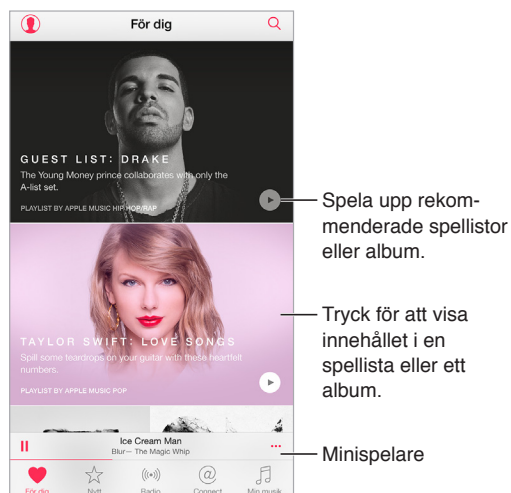 För dig
GUEST LIST: DRAKE
The Young Money prince collaborates with only the
A-list set.
PLAYLIST BY APPLE MUSIC HIP HOP/RAP
Spela upp rekom-
menderade spellistor
eller album.
TAYLOR SWIFT: LOVE SONGS
Spill some teardrops on your guitar with these heartfelt
numbers.
PLAYLIST BY APPLE MUSIC POP
Tryck för att visa
innehållet i en
spellista eller ett
album.
Ice Cream Man
Blur— The Magic Whip
Minispelare
För dig Nytt Radio Connect Min musik